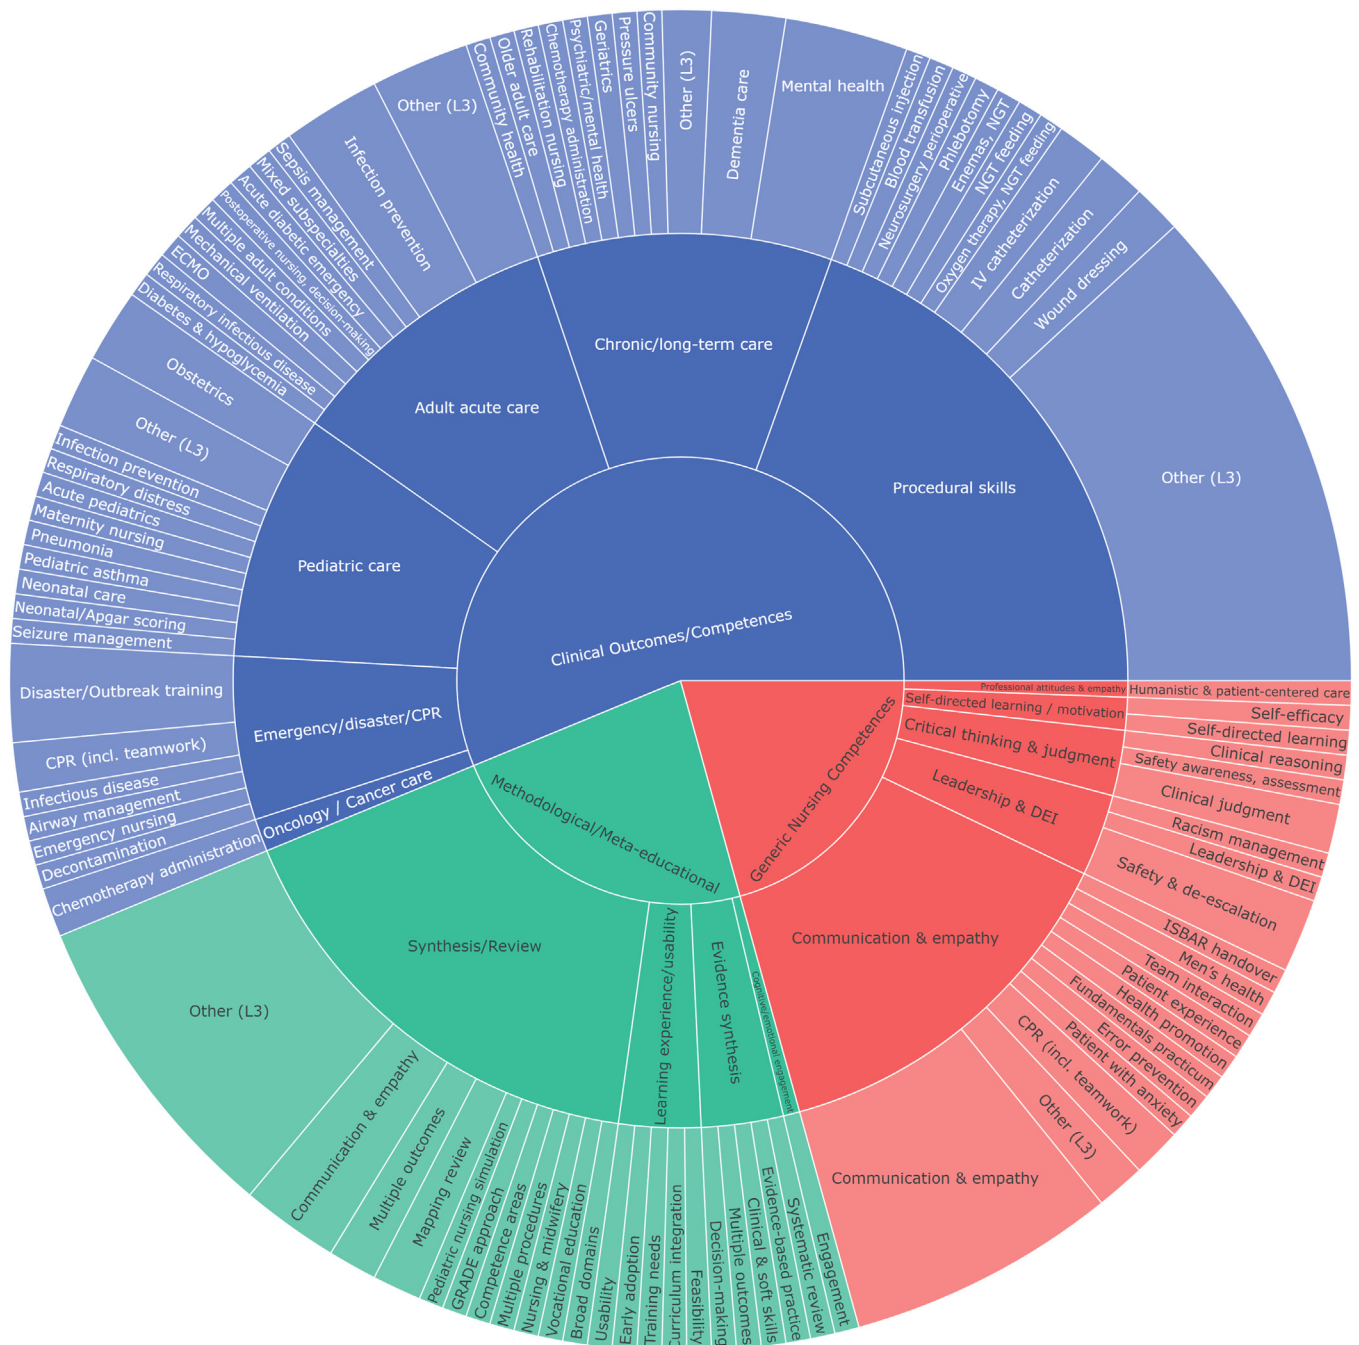 Clinical Outcomes/Competences
Procedural skills
Other (L3)
Wound dressing
Catheterization
IV catheterization
Oxygen therapy, NGT feeding
NGT feeding
Enemas, NGT
Phlebotomy
Neurosurgery perioperative
Blood transfusion
Subcutaneous injection
Chronic/long-term care
Mental health
Dementia care
Other (L3)
Community nursing
Pressure ulcers
Geriatrics
Psychiatric/mental health
Chemotherapy administration
Rehabilitation nursing
Older adult care
Community health
Adult acute care
Other (L3)
Infection prevention
Sepsis management
Mixed subspecialties
Acute diabetic emergency
Postoperative nursing, decision-making
Multiple adult conditions
Mechanical ventilation
ECMO
Respiratory infectious disease
Diabetes & hypoglycemia
Pediatric care
Obstetrics
Other (L3)
Infection prevention
Respiratory distress
Acute pediatrics
Maternity nursing
Pneumonia
Pediatric asthma
Neonatal care
Neonatal/Apgar scoring
Seizure management
Emergency/disaster/CPR
Disaster/Outbreak training
CPR (incl. teamwork)
Infectious disease
Airway management
Emergency nursing
Decontamination
Oncology / Cancer care
Chemotherapy administration
Methodological/Meta-educational
Synthesis/Review
Other (L3)
Communication & empathy
Multiple outcomes
Mapping review
Pediatric nursing simulation
GRADE approach
Competence areas
Multiple procedures
Nursing & midwifery
Vocational education
Broad domains
Learning experience/usability
Usability
Early adoption
Training needs
Curriculum integration
Feasibility
Evidence synthesis
Decision-making
Multiple outcomes
Clinical & soft skills
Evidence-based practice
Systematic review
Cognitive/emotional engagement
Engagement
Generic Nursing Competences
Communication & empathy
Communication & empathy
Other (L3)
CPR (incl. teamwork)
Patient with anxiety
Error prevention
Fundamentals practicum
Health promotion
Patient experience
Team interaction
Men's health
ISBAR handover
Leadership & DEI
Safety & de-escalation
Leadership & DEI
Racism management
Critical thinking & judgment
Clinical judgment
Safety awareness, assessment
Clinical reasoning
Self-directed learning / motivation
Self-directed learning
Self-efficacy
Professional attitudes & empathy
Humanistic & patient-centered care